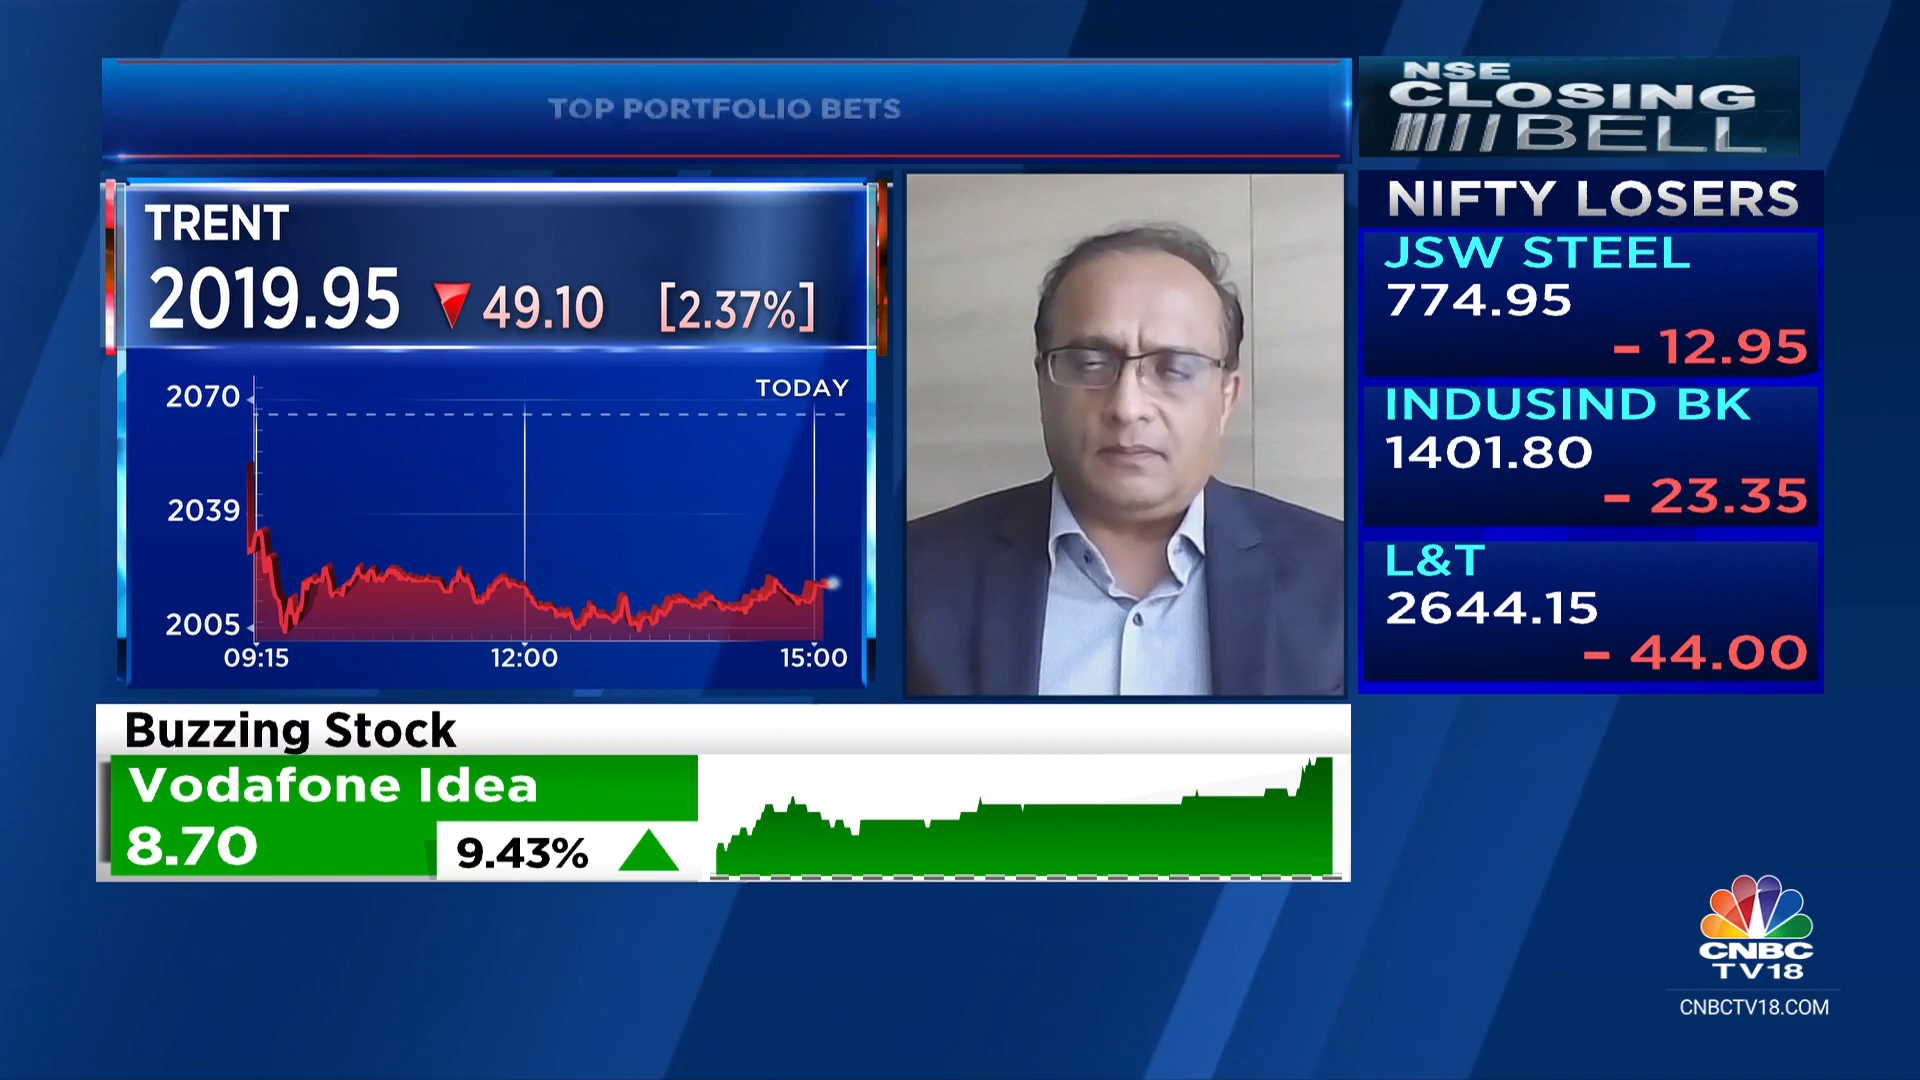 TOP PORTFOLIO BETS
NSE
CLOSING
BELL
TRENT
2019.95 ▼ 49.10 [2.37%]
TODAY
2070
2039
2005
09:15 12:00 15:00
NIFTY LOSERS
JSW STEEL
774.95
- 12.95
INDUSIND BK
1401.80
- 23.35
L&T
2644.15
- 44.00
Buzzing Stock
Vodafone Idea
8.70 9.43% ▲
CNBC
TV18
CNBCTV18.COM